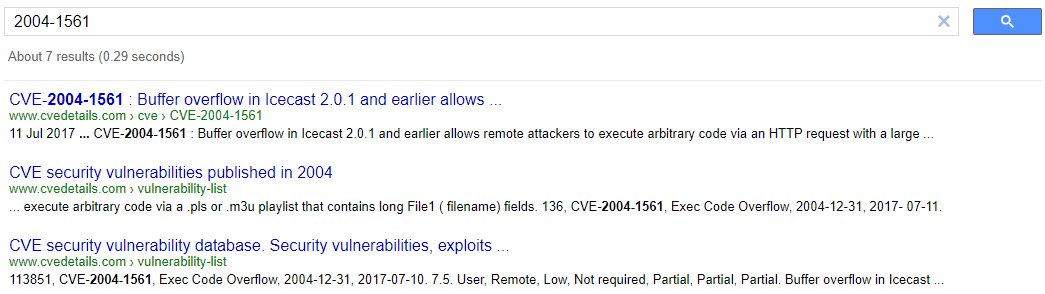 2004-1561
About 7 results (0.29 seconds)
CVE-2004-1561 : Buffer overflow in Icecast 2.0.1 and earlier allows ...
www.cvedetails.com › cve › CVE-2004-1561
11 Jul 2017 ... CVE-2004-1561 : Buffer overflow in Icecast 2.0.1 and earlier allows remote attackers to execute arbitrary code via an HTTP request with a large ...
CVE security vulnerabilities published in 2004
www.cvedetails.com › vulnerability-list
... execute arbitrary code via a .pls or .m3u playlist that contains long File1 ( filename) fields. 136, CVE-2004-1561, Exec Code Overflow, 2004-12-31, 2017- 07-11.
CVE security vulnerability database. Security vulnerabilities, exploits ...
www.cvedetails.com › vulnerability-list
113851, CVE-2004-1561, Exec Code Overflow, 2004-12-31, 2017-07-10. 7.5. User, Remote, Low, Not required, Partial, Partial, Partial. Buffer overflow in Icecast ...